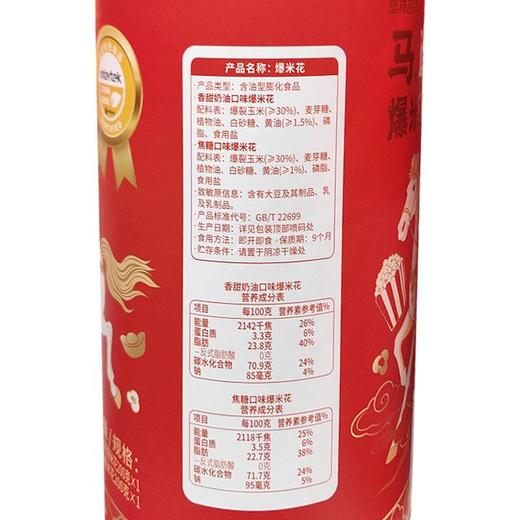 intertek
产品名称：爆米花
·产品类型：含油型膨化食品
·香甜奶油口味爆米花
配料表：爆裂玉米(≥30%)、麦芽糖、
植物油、白砂糖、黄油(≥1.5%)、磷
脂、食用盐
·焦糖口味爆米花
配料表：爆裂玉米(≥30%)、麦芽糖、
植物油、白砂糖、黄油(≥1%)、磷脂、
食用盐
·致敏原信息：含有大豆及其制品、乳
及乳制品。
·产品标准代号：GB/T 22699
·生产日期：详见包装顶部喷码处
·食用方法：即开即食 ·保质期：9个月
·贮存条件：请置于阴凉干燥处
香甜奶油口味爆米花
营养成分表
项目 每100克 营养素参考值%
能量 2142千焦 26%
蛋白质 3.3克 6%
脂肪 23.8克 40%
-反式脂肪酸 0克
碳水化合物 70.9克 24%
钠 85毫克 4%
焦糖口味爆米花
营养成分表
项目 每100克 营养素参考值%
能量 2118千焦 25%
蛋白质 3.5克 6%
脂肪 22.7克 38%
-反式脂肪酸 0克
碳水化合物 71.7克 24%
钠 95毫克 5%
马
爆米
/规格：